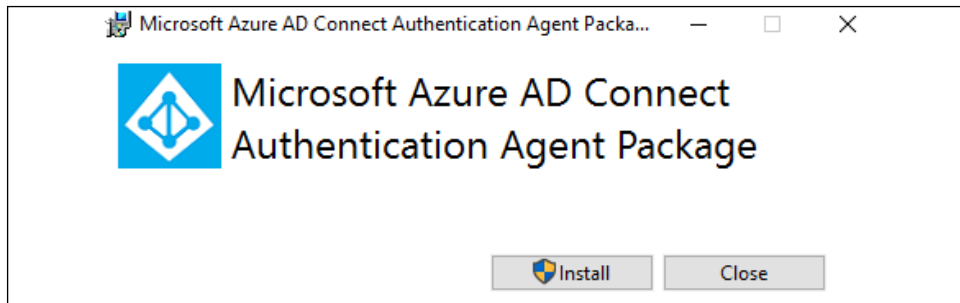 Microsoft Azure AD Connect Authentication Agent Packa...
Microsoft Azure AD Connect
Authentication Agent Package
Install
Close